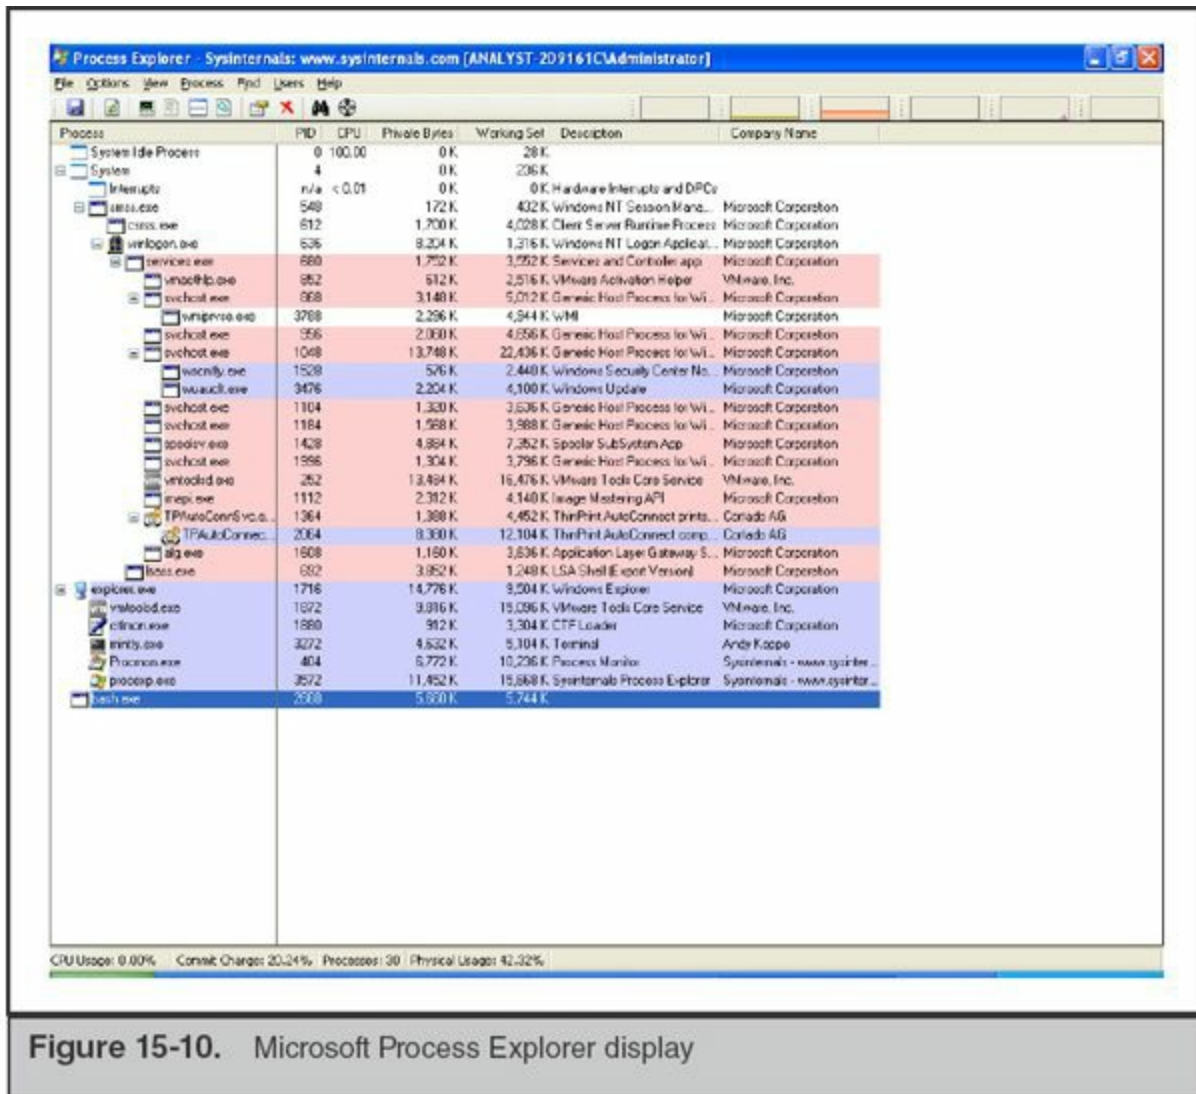 Process Explorer - Sysinternals: www.sysinternals.com [ANALYST-209161C\Administrator]
File Options View Process Find Users Help
Process PID CPU Private Bytes Working Set Description Company Name
System Idle Process 0 100.00 0 K 28 K
System 4 0 K 236 K
Interrupts n/a < 0.01 0 K 0 K Hardware Interrupts and DPCs
smss.exe 548 172 K 432 K Windows NT Session Mana... Microsoft Corporation
csrss.exe 612 1,700 K 4,028 K Client Server Runtime Process Microsoft Corporation
winlogon.exe 636 8,204 K 1,316 K Windows NT Logon Applicat... Microsoft Corporation
services.exe 680 1,752 K 3,552 K Services and Controller app Microsoft Corporation
vmacthlp.exe 852 612 K 2,516 K VMware Activation Helper VMware, Inc.
svchost.exe 868 3,148 K 5,012 K Generic Host Process for Wi... Microsoft Corporation
wmiprvse.exe 3788 2,296 K 4,944 K WMI Microsoft Corporation
svchost.exe 956 2,060 K 4,656 K Generic Host Process for Wi... Microsoft Corporation
svchost.exe 1048 13,748 K 22,436 K Generic Host Process for Wi... Microsoft Corporation
wscntfy.exe 1528 576 K 2,440 K Windows Security Center No... Microsoft Corporation
wuauclt.exe 3476 2,204 K 4,100 K Windows Update Microsoft Corporation
svchost.exe 1104 1,320 K 3,636 K Generic Host Process for Wi... Microsoft Corporation
svchost.exe 1184 1,568 K 3,988 K Generic Host Process for Wi... Microsoft Corporation
spoolsv.exe 1428 4,884 K 7,352 K Spooler SubSystem App Microsoft Corporation
svchost.exe 1996 1,304 K 3,796 K Generic Host Process for Wi... Microsoft Corporation
vmtoolsd.exe 252 13,484 K 16,476 K VMware Tools Core Service VMware, Inc.
imapi.exe 1112 2,312 K 4,140 K Image Mastering API Microsoft Corporation
TPAutoConnSvc.e... 1364 1,388 K 4,452 K ThinPrint AutoConnect printe... Cortado AG
TPAutoConnec... 2064 8,380 K 12,104 K ThinPrint AutoConnect comp... Cortado AG
alg.exe 1608 1,160 K 3,636 K Application Layer Gateway S... Microsoft Corporation
lsass.exe 692 3,852 K 1,248 K LSA Shell (Export Version) Microsoft Corporation
explorer.exe 1716 14,776 K 9,504 K Windows Explorer Microsoft Corporation
vmtoolsd.exe 1872 9,816 K 15,096 K VMware Tools Core Service VMware, Inc.
ctfmon.exe 1880 912 K 3,304 K CTF Loader Microsoft Corporation
mintty.exe 3272 4,632 K 5,104 K Terminal Andy Koppe
Procmon.exe 404 6,772 K 10,236 K Process Monitor Sysinternals - www.sysinter...
procexp.exe 3572 11,452 K 15,668 K Sysinternals Process Explorer Sysinternals - www.sysinter...
bash.exe 5,744 K
CPU Usage: 0.00% Commit Charge: 20.24% Processes: 30 Physical Usage: 42.32%
Figure 15-10. Microsoft Process Explorer display